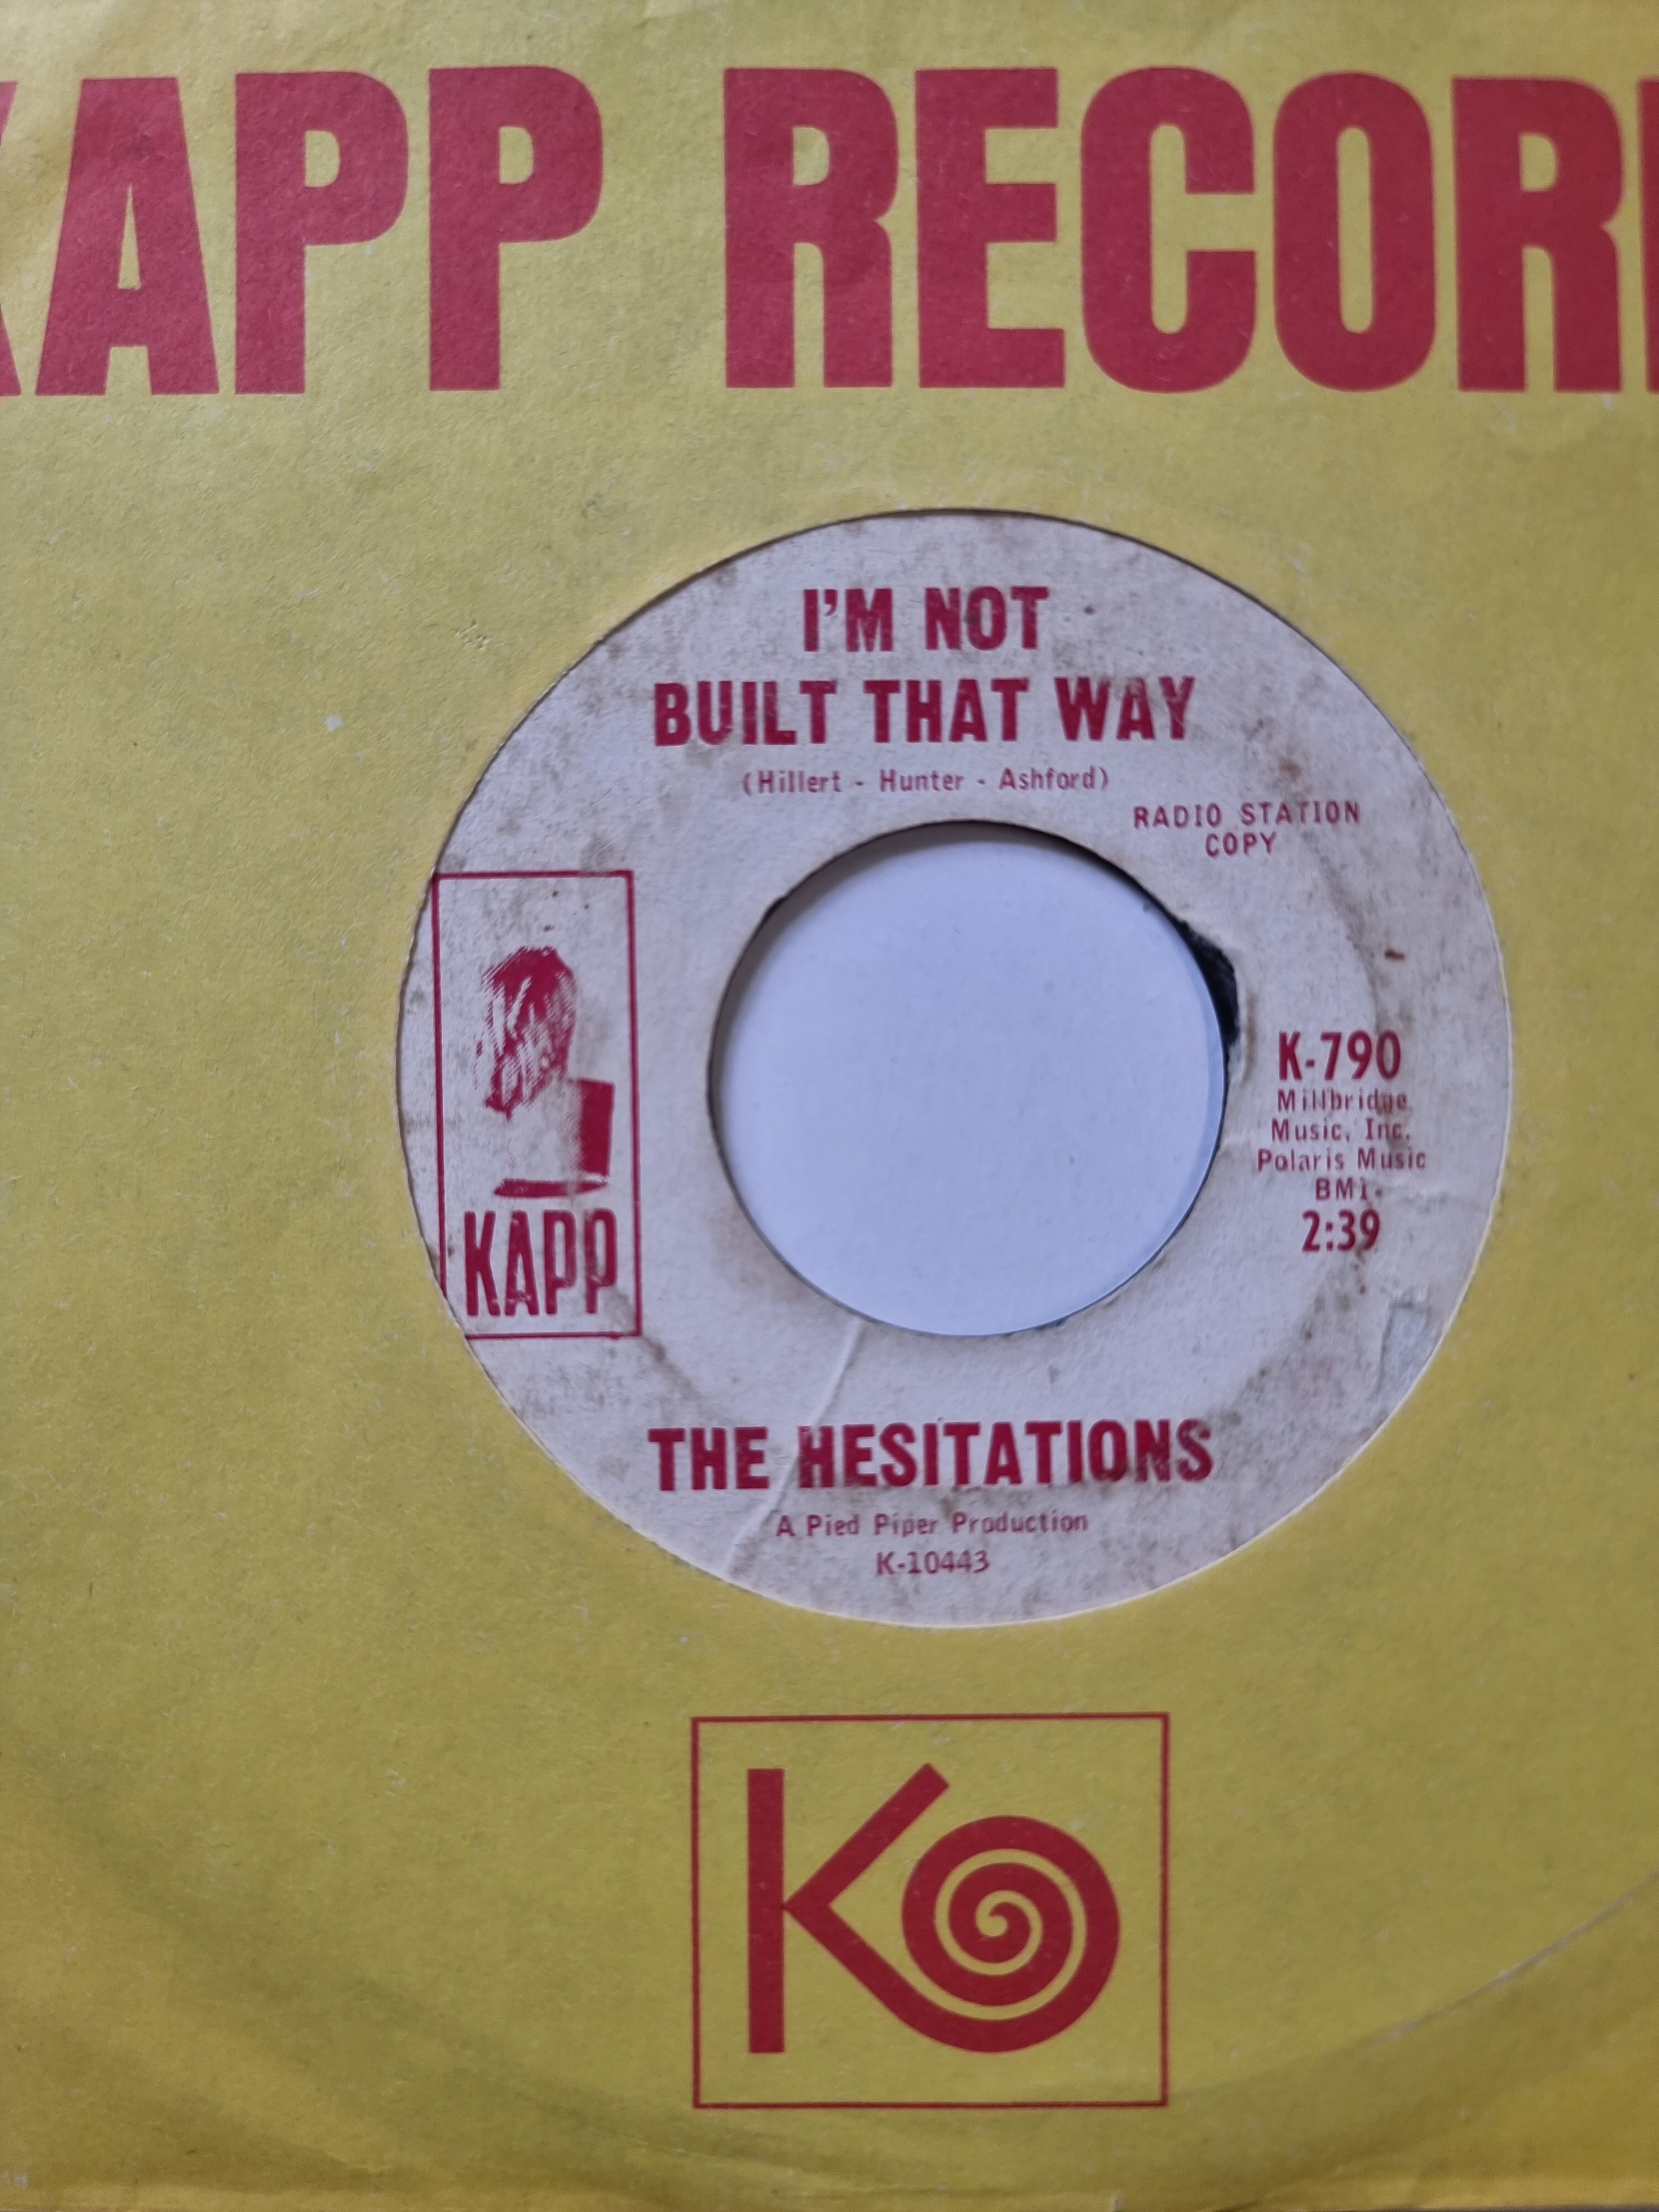 KAPP RECOR
I'M NOT
BUILT THAT WAY
(Hillert - Hunter - Ashford)
RADIO STATION
COPY
K-790
Millbridge
Music, Inc.
Polaris Music
BMI
2:39
KAPP
THE HESITATIONS
A Pied Piper Production
K-10443
K